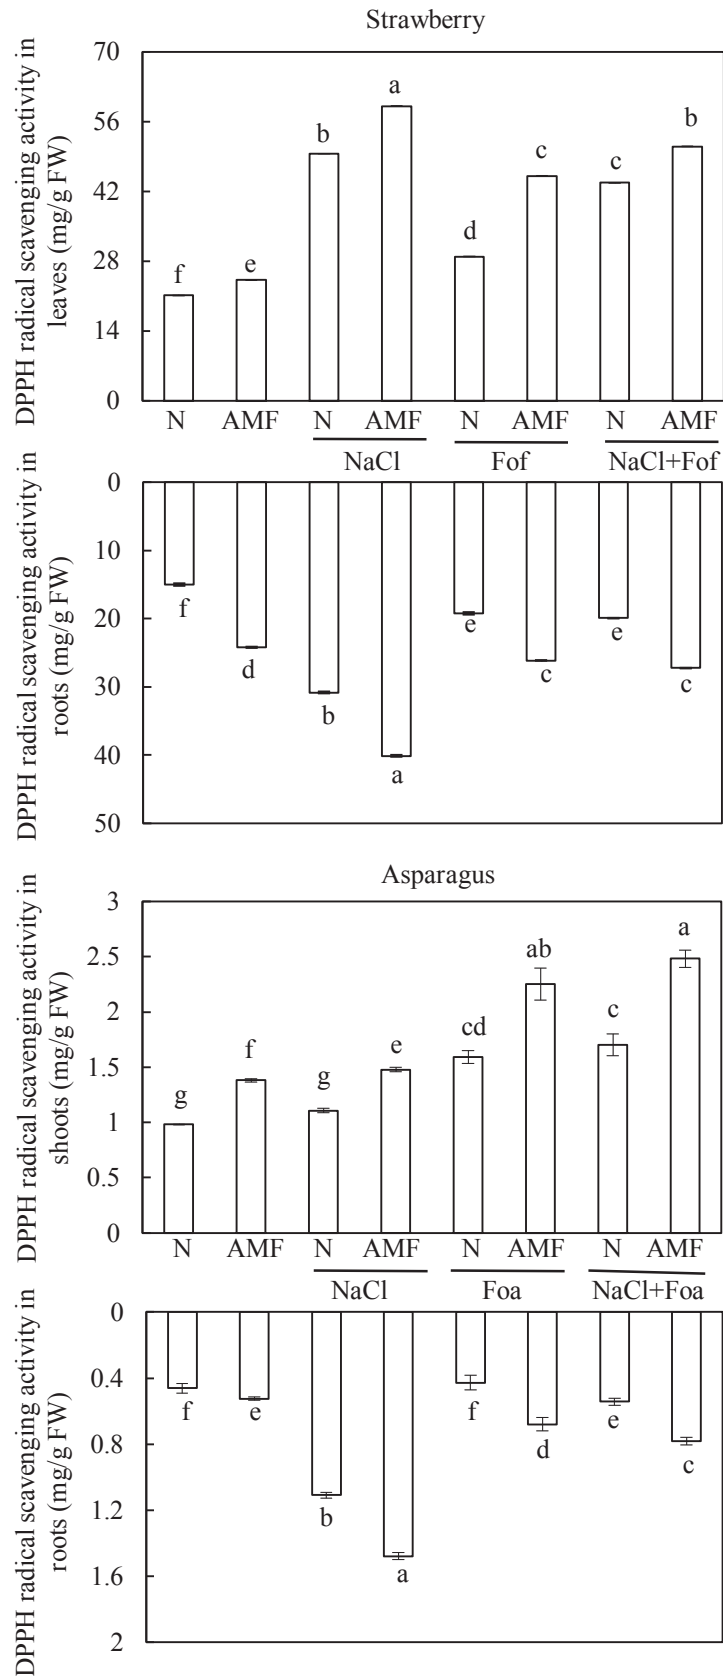 Strawberry
DPPH radical scavenging activity in
leaves (mg/g FW)
70
56
42
28
14
0
f
e
b
a
d
c
c
b
N AMF N AMF N AMF N AMF
NaCl Fof NaCl+Fof
DPPH radical scavenging activity in
roots (mg/g FW)
0
10
20
30
40
50
f
d
b
a
e
c
e
c
Asparagus
DPPH radical scavenging activity in
shoots (mg/g FW)
3
2.5
2
1.5
1
0.5
0
g
f
g
e
cd
ab
c
a
N AMF N AMF N AMF N AMF
NaCl Foa NaCl+Foa
DPPH radical scavenging activity in
roots (mg/g FW)
0
0.4
0.8
1.2
1.6
2
f
e
b
a
f
d
e
c